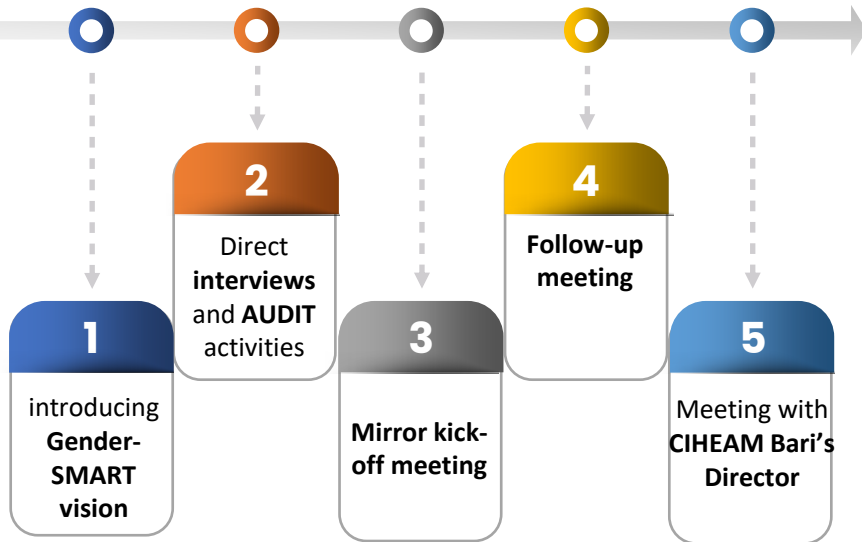 1
introducing
Gender-
SMART
vision
2
Direct
interviews
and AUDIT
activities
3
Mirror kick-
off meeting
4
Follow-up
meeting
5
Meeting with
CIHEAM Bari's
Director